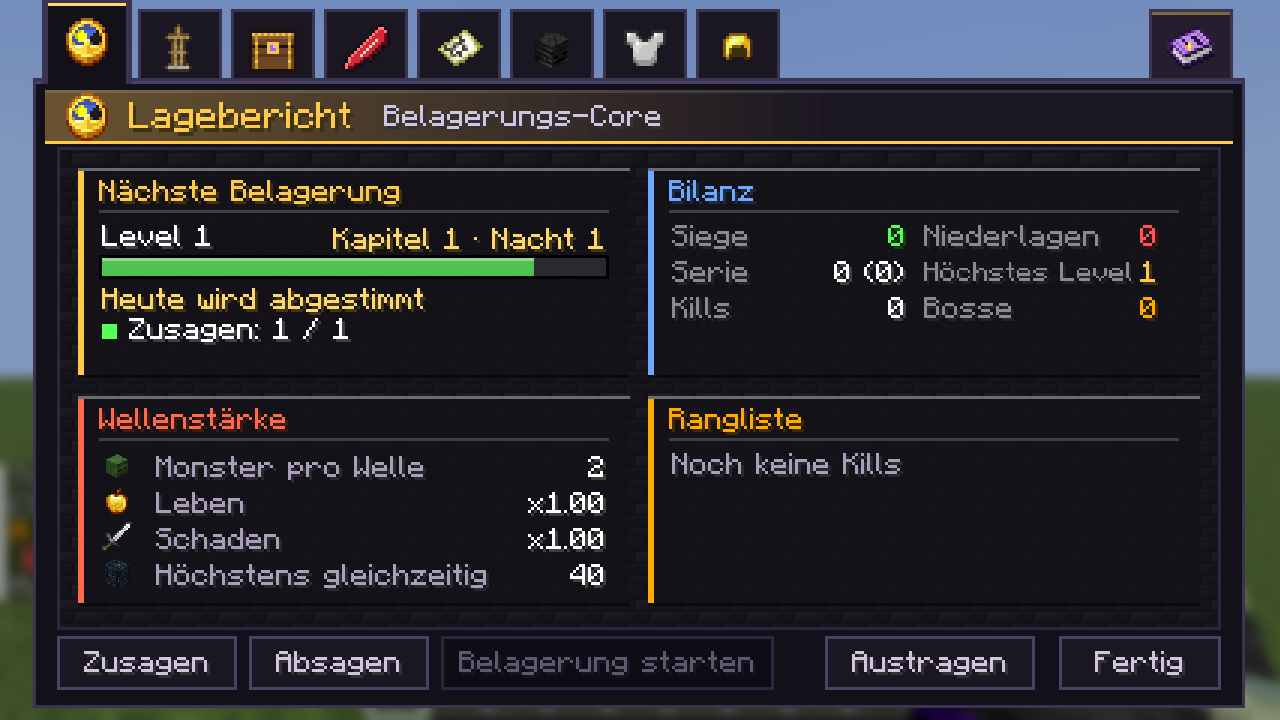 Lagebericht Belagerungs-Core
Nächste Belagerung
Level 1 Kapitel 1 · Nacht 1
Heute wird abgestimmt
Zusagen: 1 / 1
Bilanz
Siege 0 Niederlagen 0
Serie 0 (0) Höchstes Level 1
Kills 0 Bosse 0
Wellenstärke
Monster pro Welle 2
Leben x1.00
Schaden x1.00
Höchstens gleichzeitig 40
Rangliste
Noch keine Kills
Zusagen Absagen Belagerung starten Austragen Fertig